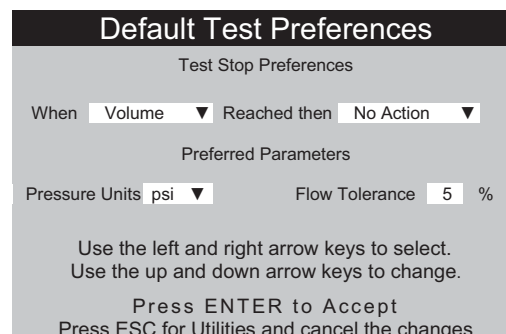 Default Test Preferences
Test Stop Preferences
When Volume ▼ Reached then No Action ▼
Preferred Parameters
Pressure Units psi ▼ Flow Tolerance 5 %
Use the left and right arrow keys to select.
Use the up and down arrow keys to change.
Press ENTER to Accept
Press ESC for Utilities and cancel the changes